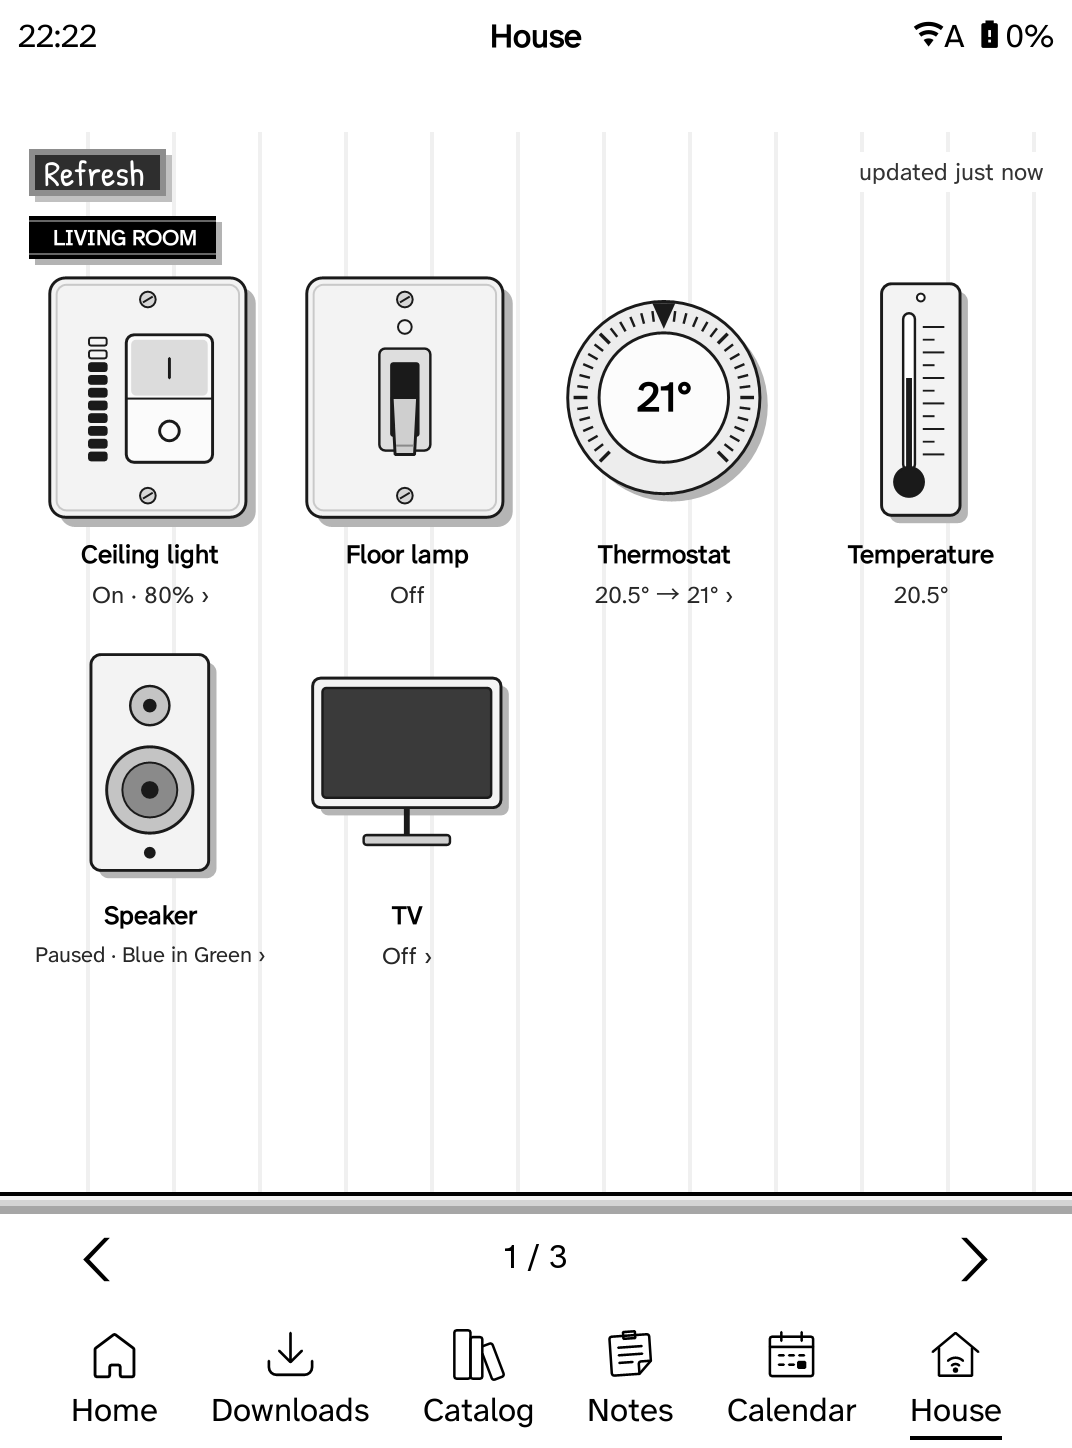 22:22 House A 0%
Refresh updated just now
LIVING ROOM
21°
Ceiling light Floor lamp Thermostat Temperature
On · 80% › Off 20.5° → 21° › 20.5°
Speaker TV
Paused · Blue in Green › Off ›
1 / 3
Home Downloads Catalog Notes Calendar House